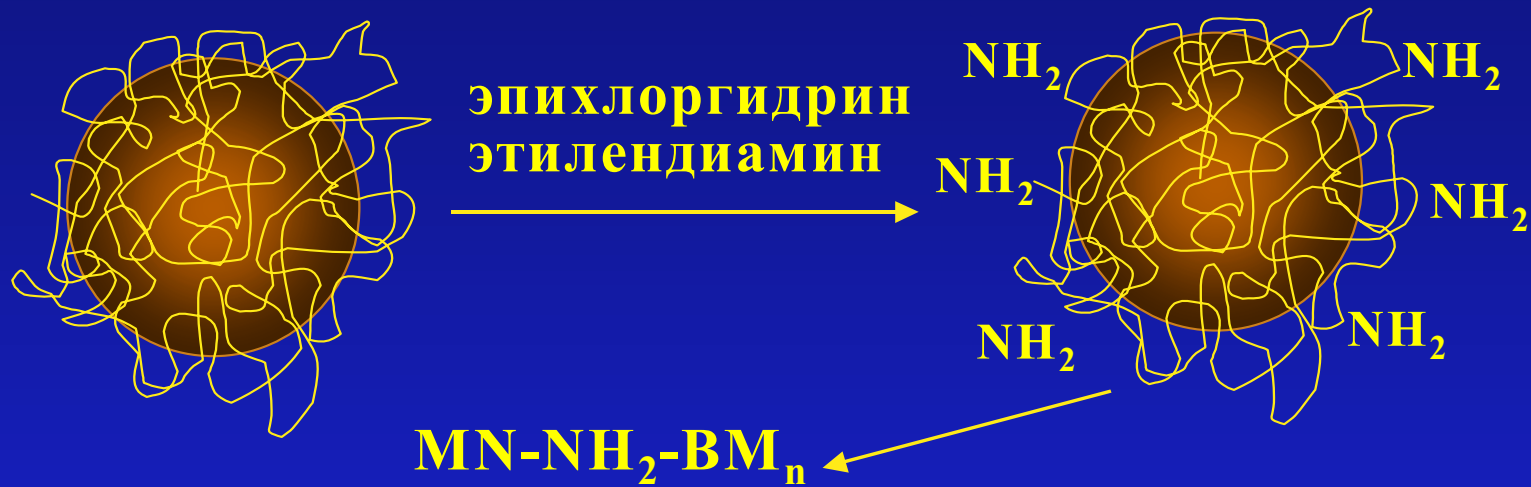 NH₂ NH₂
эпихлоргидрин
этилендиамин
NH₂ NH₂
NH₂ NH₂
MN-NH₂-BMₙ